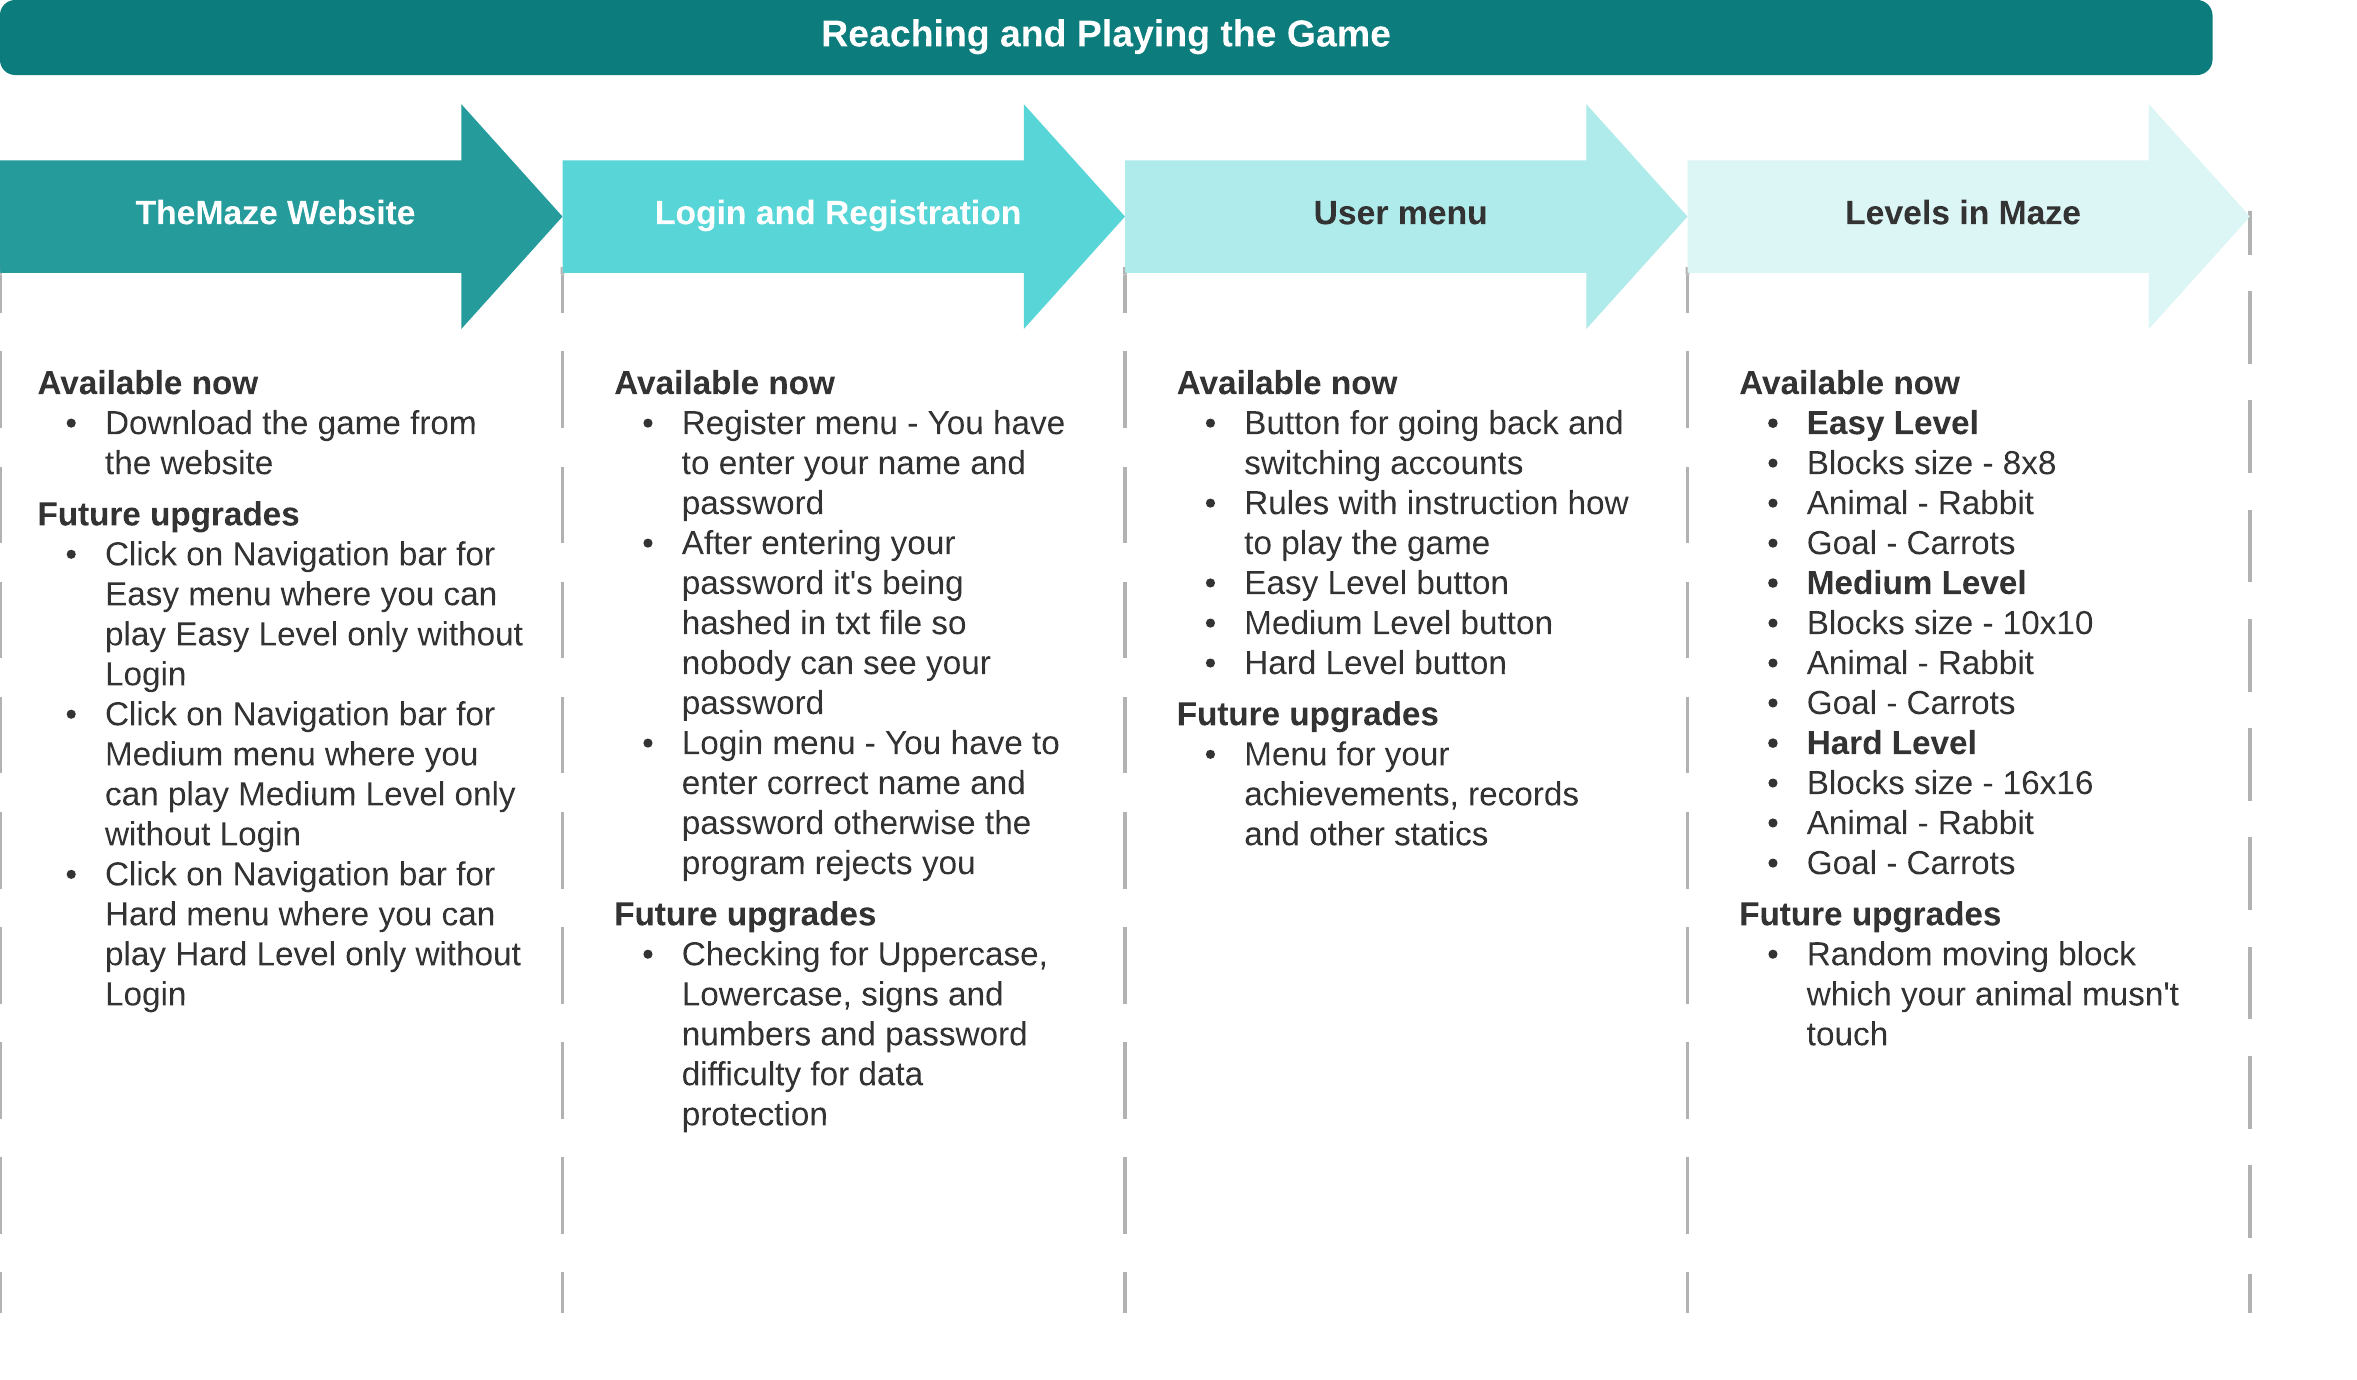 Reaching and Playing the Game
TheMaze Website
Login and Registration
User menu
Levels in Maze
Available now
• Download the game from
the website
Future upgrades
• Click on Navigation bar for
Easy menu where you can
play Easy Level only without
Login
• Click on Navigation bar for
Medium menu where you
can play Medium Level only
without Login
• Click on Navigation bar for
Hard menu where you can
play Hard Level only without
Login
Available now
• Register menu - You have
to enter your name and
password
• After entering your
password it's being
hashed in txt file so
nobody can see your
password
• Login menu - You have to
enter correct name and
password otherwise the
program rejects you
Future upgrades
• Checking for Uppercase,
Lowercase, signs and
numbers and password
difficulty for data
protection
Available now
• Button for going back and
switching accounts
• Rules with instruction how
to play the game
• Easy Level button
• Medium Level button
• Hard Level button
Future upgrades
• Menu for your
achievements, records
and other statics
Available now
• Easy Level
• Blocks size - 8x8
• Animal - Rabbit
• Goal - Carrots
• Medium Level
• Blocks size - 10x10
• Animal - Rabbit
• Goal - Carrots
• Hard Level
• Blocks size - 16x16
• Animal - Rabbit
• Goal - Carrots
Future upgrades
• Random moving block
which your animal musn't
touch